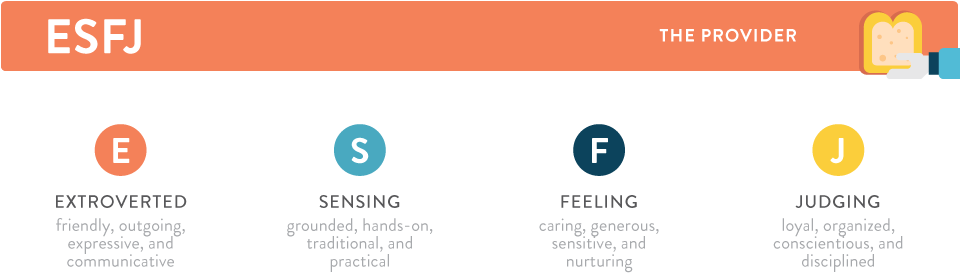 ESFJ
THE PROVIDER
E
S
F
J
EXTROVERTED
friendly, outgoing,
expressive, and
communicative
SENSING
grounded, hands-on,
traditional, and
practical
FEELING
caring, generous,
sensitive, and
nurturing
JUDGING
loyal, organized,
conscientious, and
disciplined